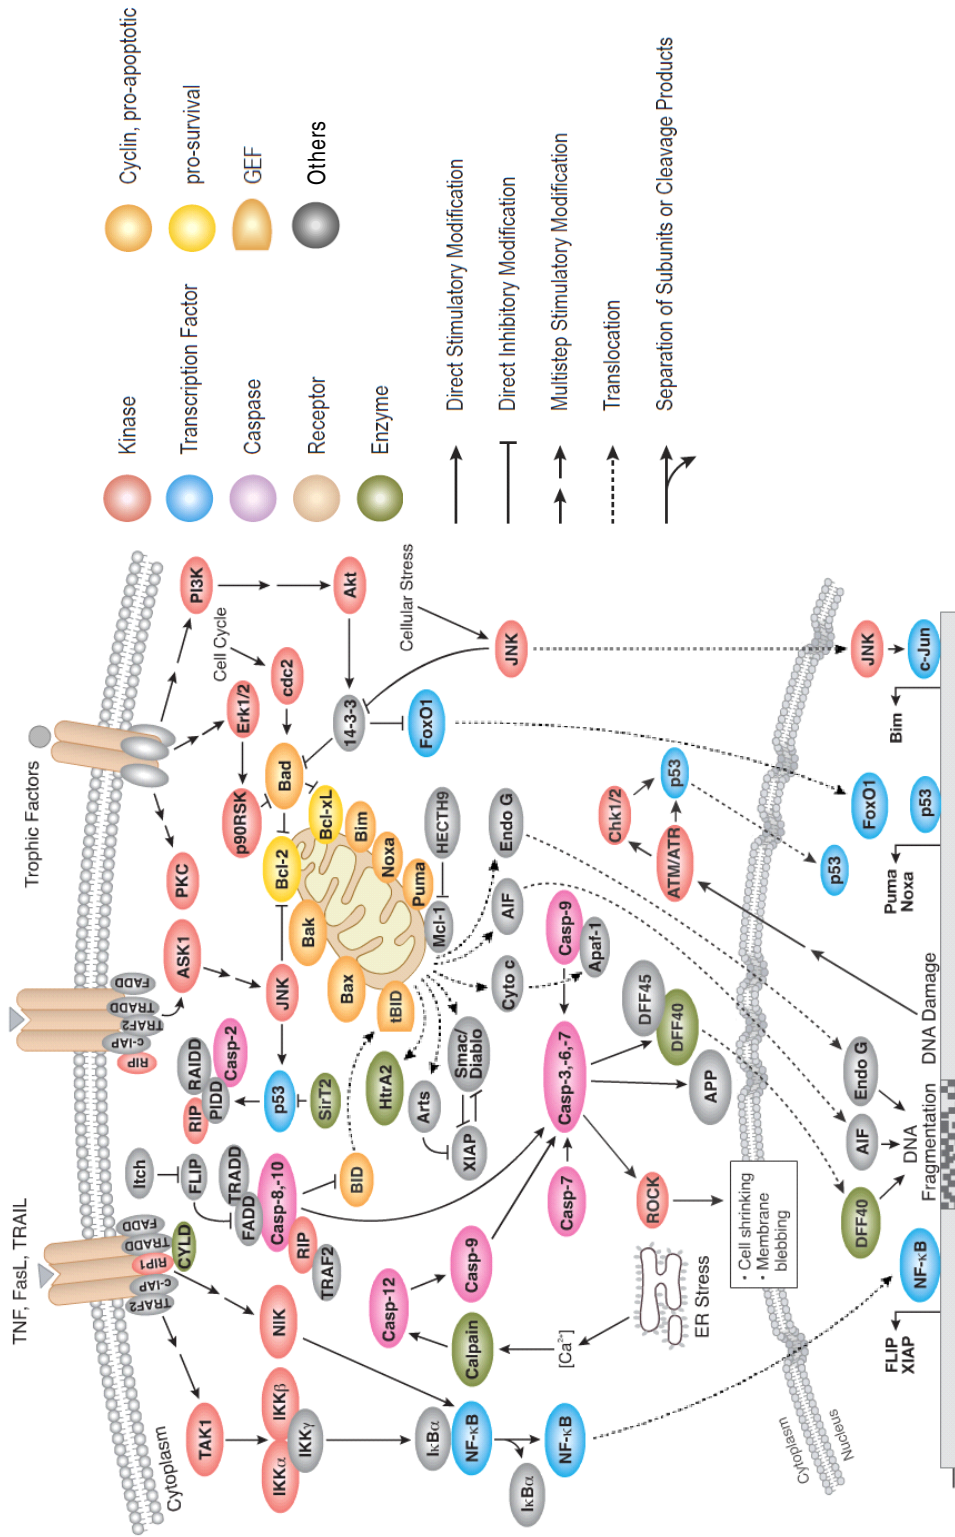 TNF, FasL, TRAIL
Trophic Factors
Cytoplasm
TRAF2
c-IAP
RIP1
TRADD
FADD
CYLD
RIP
c-IAP
TRAF2
TRADD
FADD
TAK1
IKKα
IKKβ
IKKγ
NIK
Itch
FLIP
TRADD
FADD
Casp-8,-10
RIP
TRAF2
RIP
RAIDD
PIDD
Casp-2
p53
SirT2
ASK1
JNK
PKC
PI3K
Erk1/2
Cell Cycle
p90RSK
cdc2
Akt
Bad
14-3-3
Cellular Stress
JNK
FoxO1
Bcl-2
Bcl-xL
Bak
Bim
Noxa
Puma
Bax
tBID
BID
Mcl-1
HECTH9
HtrA2
Arts
Smac/
Diablo
XIAP
Cyto c
AIF
Endo G
IκBα
NF-κB
IκBα
NF-κB
Calpain
Casp-12
Casp-9
[Ca²⁺]
ER Stress
Casp-7
Casp-3,-6,-7
Casp-9
Apaf-1
DFF45
DFF40
APP
ROCK
• Cell shrinking
• Membrane
blebbing
Chk1/2
ATM/ATR
p53
p53
Cytoplasm
Nucleus
FLIP
XIAP
NF-κB
DFF40
AIF
Endo G
DNA
Fragmentation
DNA Damage
Puma
Noxa
FoxO1
p53
Bim
JNK
c-Jun
Kinase
Transcription Factor
Caspase
Receptor
Enzyme
Cyclin, pro-apoptotic
pro-survival
GEF
Others
Direct Stimulatory Modification
Direct Inhibitory Modification
Multistep Stimulatory Modification
Translocation
Separation of Subunits or Cleavage Products